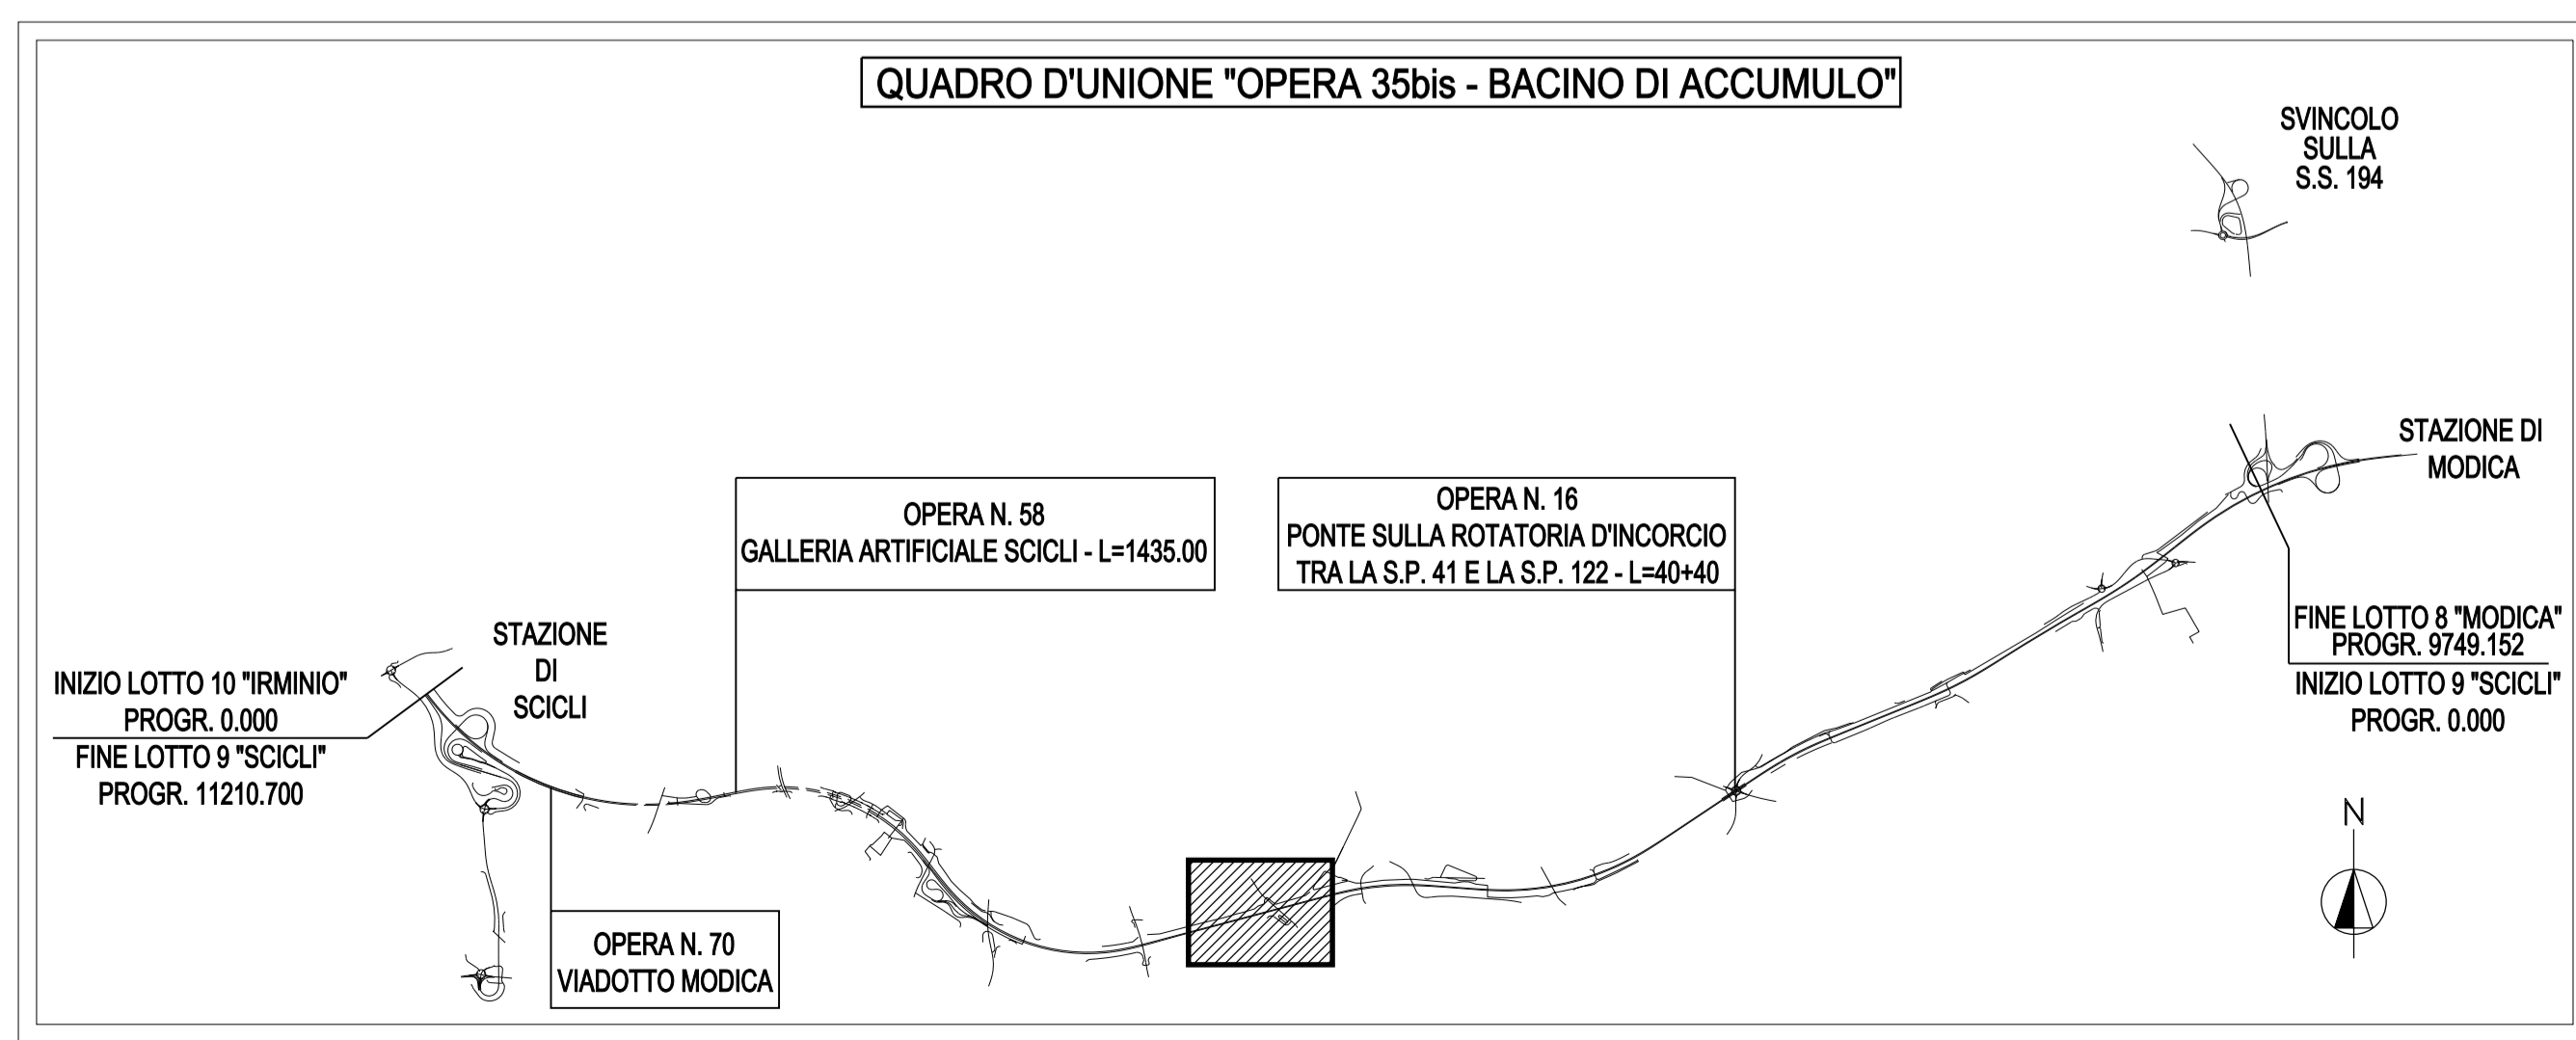 QUADRO D'UNIONE "OPERA 35bis - BACINO DI ACCUMULO"
SVINCOLO
SULLA
S.S. 194
STAZIONE DI
MODICA
OPERA N. 58
GALLERIA ARTIFICIALE SCICLI - L=1435.00
OPERA N. 16
PONTE SULLA ROTATORIA D'INCORCIO
TRA LA S.P. 41 E LA S.P. 122 - L=40+40
FINE LOTTO 8 "MODICA"
PROGR. 9749.152
INIZIO LOTTO 9 "SCICLI"
PROGR. 0.000
STAZIONE
DI
SCICLI
INIZIO LOTTO 10 "IRMINIO"
PROGR. 0.000
FINE LOTTO 9 "SCICLI"
PROGR. 11210.700
OPERA N. 70
VIADOTTO MODICA
N